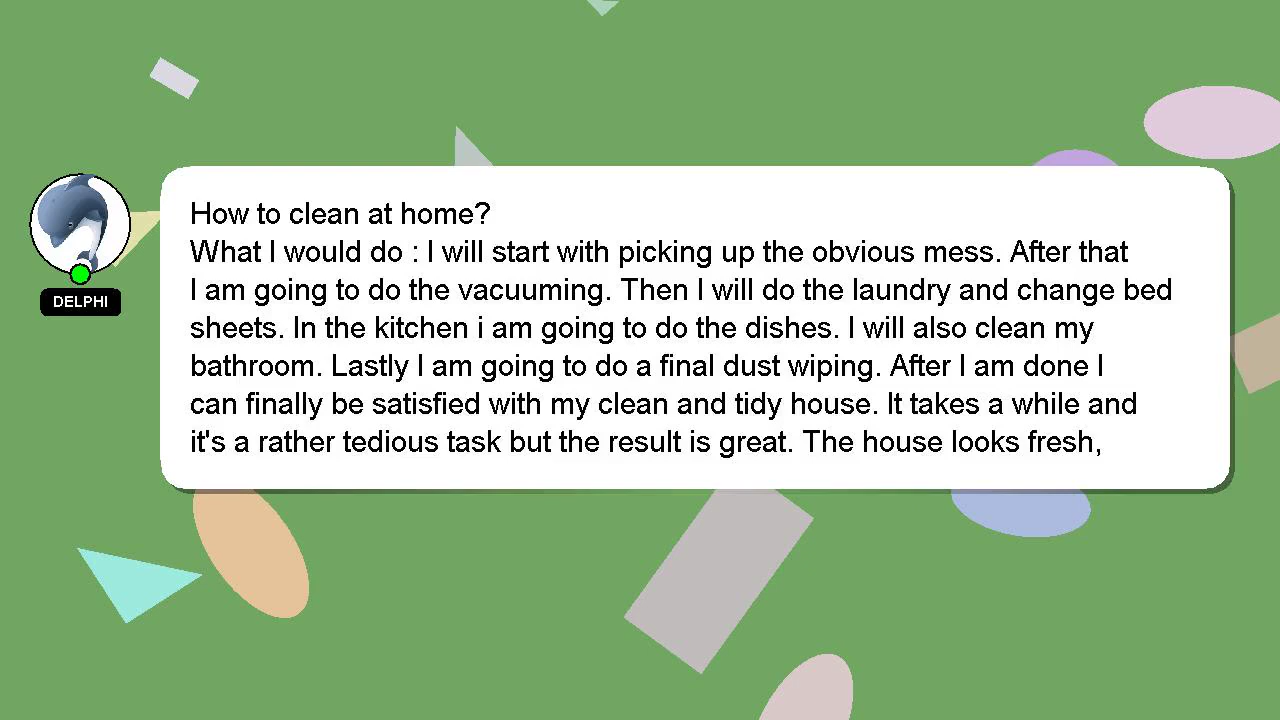 How to clean at home?
What I would do : I will start with picking up the obvious mess. After that
I am going to do the vacuuming. Then I will do the laundry and change bed
sheets. In the kitchen i am going to do the dishes. I will also clean my
bathroom. Lastly I am going to do a final dust wiping. After I am done I
can finally be satisfied with my clean and tidy house. It takes a while and
it's a rather tedious task but the result is great. The house looks fresh,
DELPHI